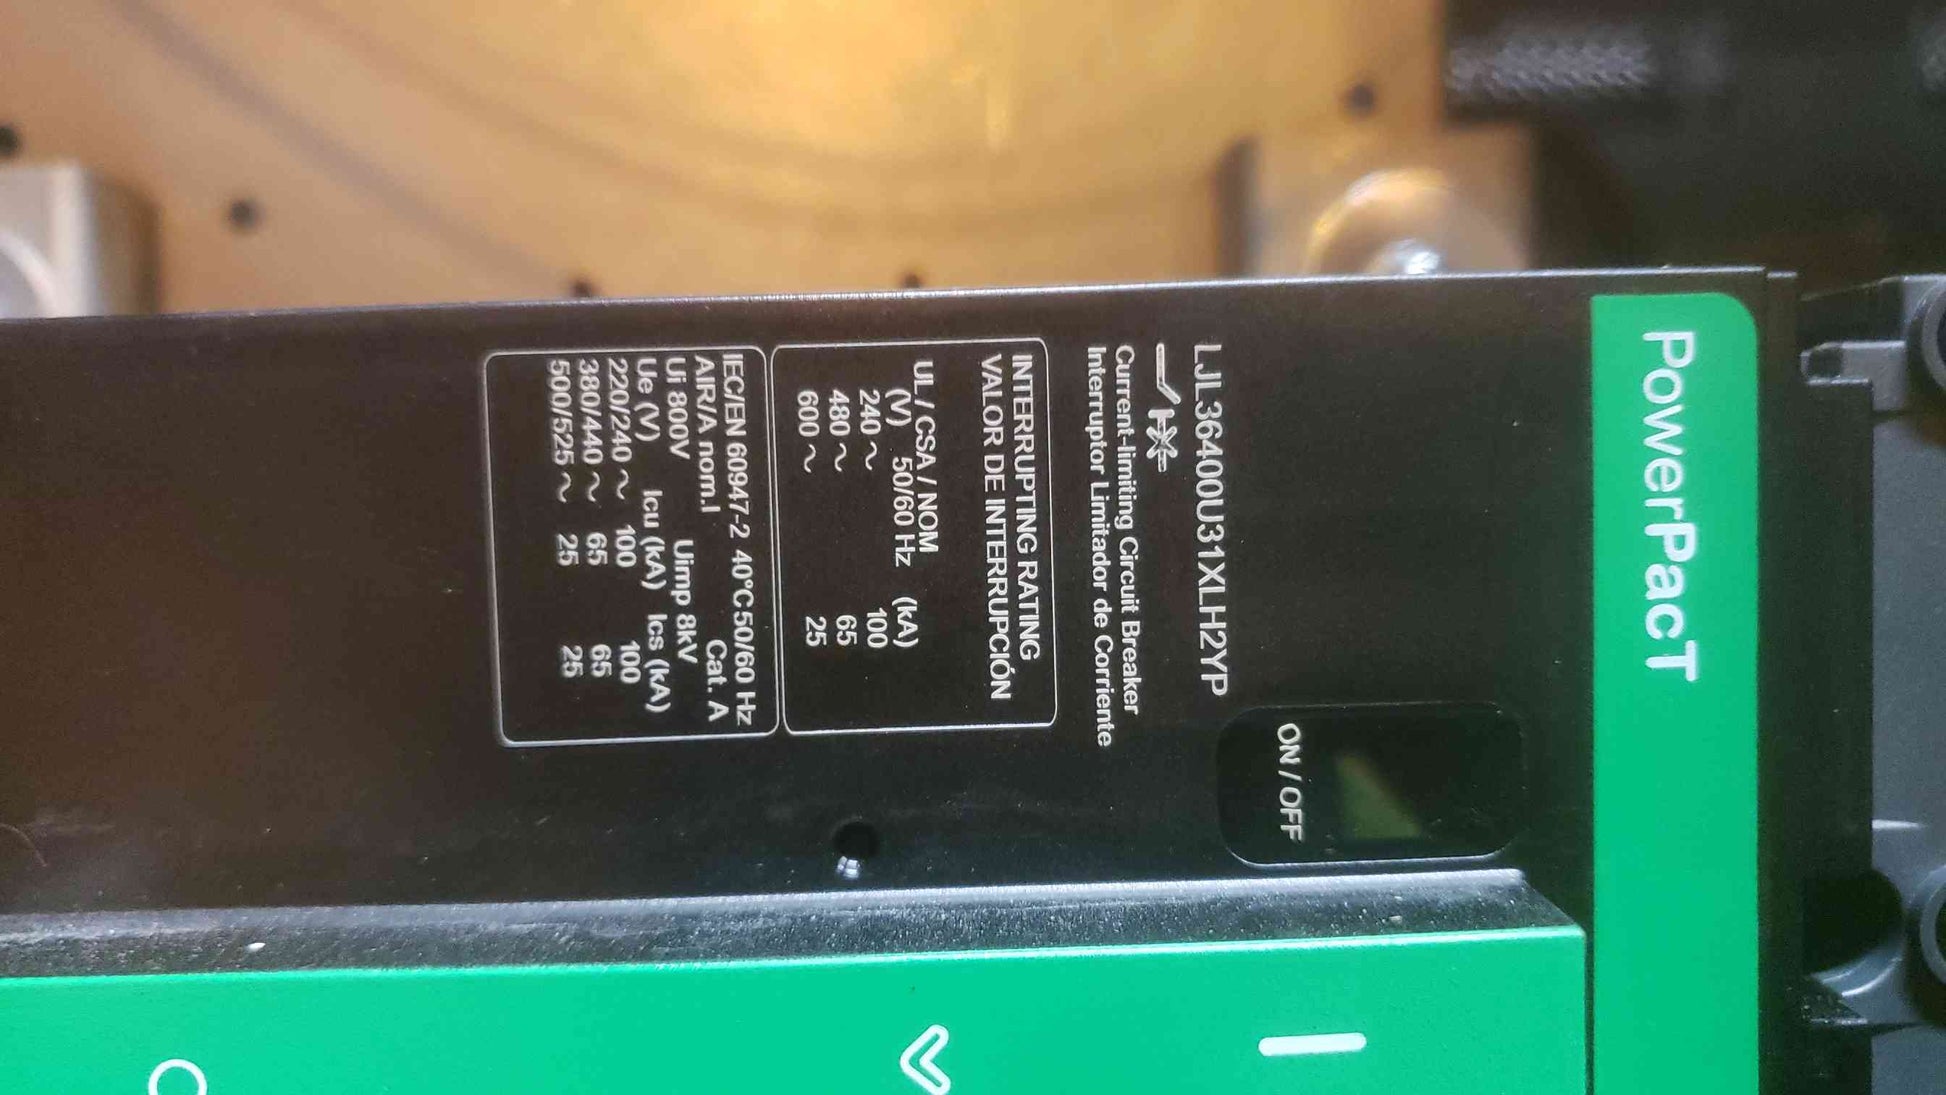 PowerPacT
ON / OFF
LJL36400U31XLH2YP
Current-limiting Circuit Breaker
Interruptor Limitador de Corriente
INTERRUPTING RATING
VALOR DE INTERRUPCIÓN
UL / CSA / NOM
(V) 50/60 Hz (kA)
240 ~ 100
480 ~ 65
600 ~ 25
IEC/EN 60947-2 40°C50/60 Hz
AIR/A nom.I Cat. A
Ui 800V Uimp 8kV
Ue (V) Icu (kA) Ics (kA)
220/240 ~ 100 100
380/440 ~ 65 65
500/525 ~ 25 25